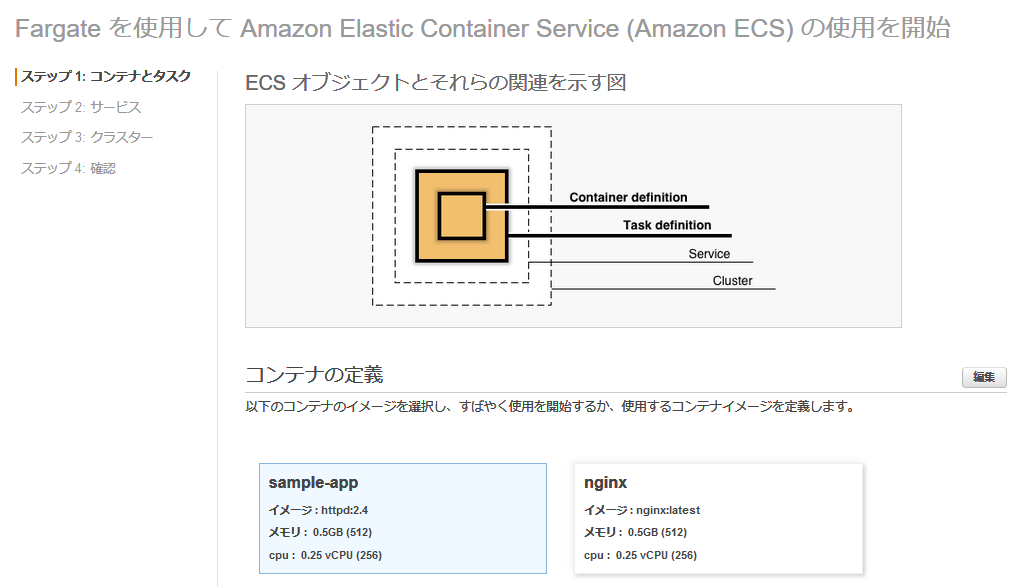 Fargate を使用して Amazon Elastic Container Service (Amazon ECS) の使用を開始
ステップ 1: コンテナとタスク
ステップ 2: サービス
ステップ 3: クラスター
ステップ 4: 確認
ECS オブジェクトとそれらの関連を示す図
Container definition
Task definition
Service
Cluster
コンテナの定義
編集
以下のコンテナのイメージを選択し、すばやく使用を開始するか、使用するコンテナイメージを定義します。
sample-app
イメージ : httpd:2.4
メモリ : 0.5GB (512)
cpu : 0.25 vCPU (256)
nginx
イメージ : nginx:latest
メモリ : 0.5GB (512)
cpu : 0.25 vCPU (256)